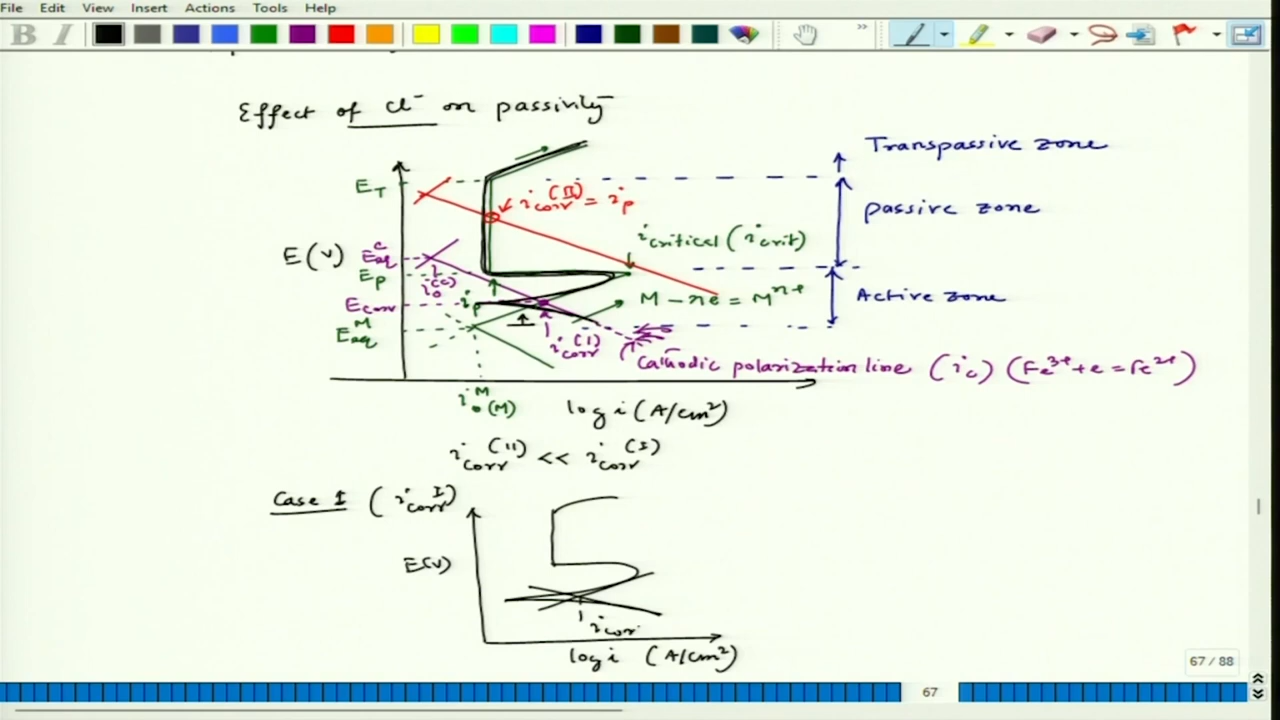 File Edit View Insert Actions Tools Help
B I
Effect of Cl⁻ on passivity
Transpassive zone
E_T
i_corr^(II) = i_p
passive zone
i_critical (i_crit)
E(V)
E_eq^C
E_p
i_0^(C)
i_p
M - ne = M^n+
Active zone
E_corr
E_eq^M
i_corr^(I)
Cathodic polarization line (i_c) (Fe³⁺ + e = Fe²⁺)
i_0(M)^M
log i (A/cm²)
i_corr^(II) << i_corr^(I)
Case I (i_corr^I)
E(V)
i_corr
log i (A/cm²)
67 / 88
67